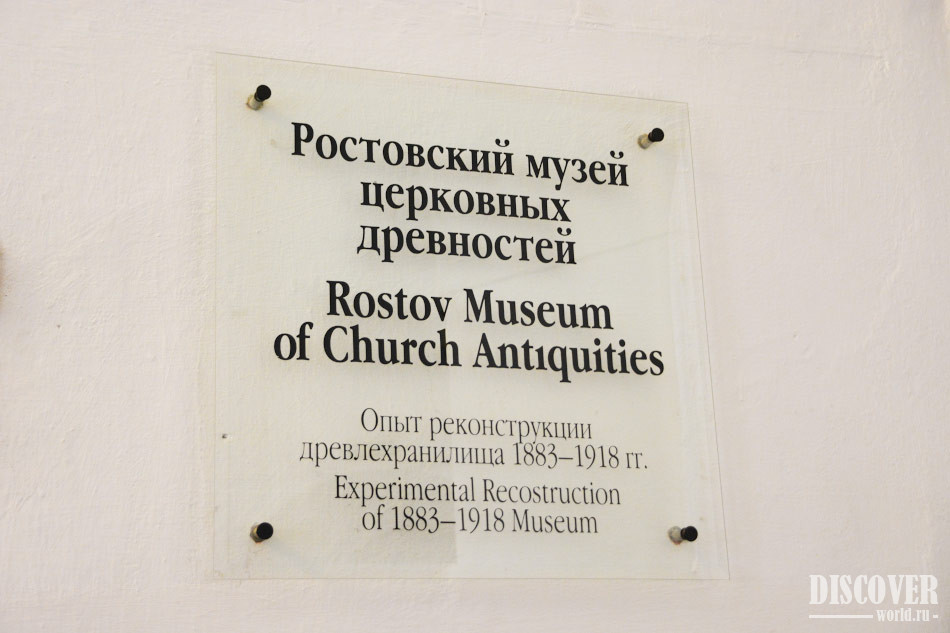 Ростовский музей
церковных
древностей
Rostov Museum
of Church Antiquities
Опыт реконструкции
древлехранилища 1883–1918 гг.
Experimental Recostruction
of 1883–1918 Museum
DISCOVER
world.ru